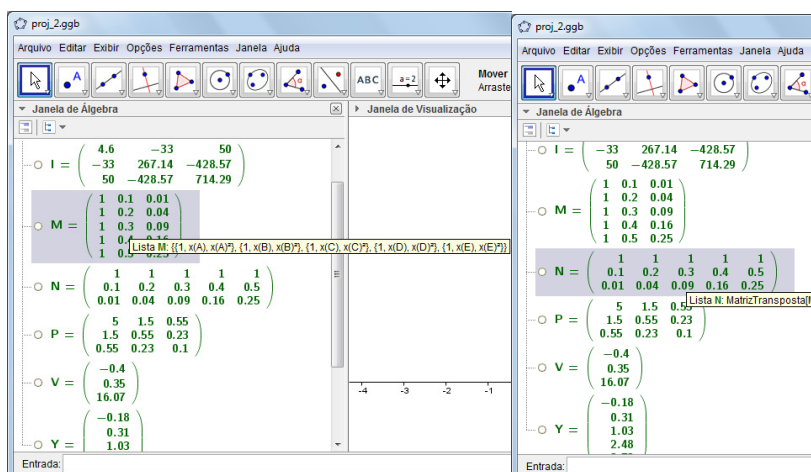 proj_2.ggb
Arquivo Editar Exibir Opções Ferramentas Janela Ajuda
ABC a=2 Mover
Arraste
Janela de Álgebra
Janela de Visualização
I = 4.6 −33 50
−33 267.14 −428.57
50 −428.57 714.29
M = 1 0.1 0.01
1 0.2 0.04
1 0.3 0.09
1 0.4 0.16
1 0.5 0.25
Lista M: {{1, x(A), x(A)²}, {1, x(B), x(B)²}, {1, x(C), x(C)²}, {1, x(D), x(D)²}, {1, x(E), x(E)²}}
N = 1 1 1 1 1
0.1 0.2 0.3 0.4 0.5
0.01 0.04 0.09 0.16 0.25
P = 5 1.5 0.55
1.5 0.55 0.23
0.55 0.23 0.1
V = −0.4
0.35
16.07
Y = −0.18
0.31
1.03
−4 −3 −2 −1
Entrada:
proj_2.ggb
Arquivo Editar Exibir Opções Ferramentas Janela Ajuda
Janela de Álgebra
I = −33 267.14 −428.57
50 −428.57 714.29
M = 1 0.1 0.01
1 0.2 0.04
1 0.3 0.09
1 0.4 0.16
1 0.5 0.25
N = 1 1 1 1 1
0.1 0.2 0.3 0.4 0.5
0.01 0.04 0.09 0.16 0.25
Lista N: MatrizTransposta[M
P = 5 1.5 0.55
1.5 0.55 0.23
0.55 0.23 0.1
V = −0.4
0.35
16.07
Y = −0.18
0.31
1.03
2.48
Entrada: